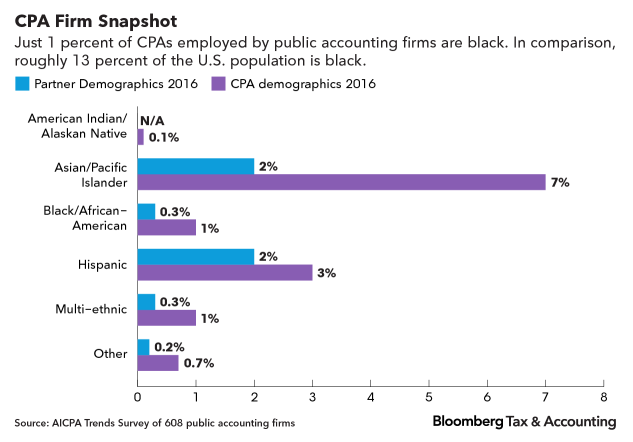 CPA Firm Snapshot
Just 1 percent of CPAs employed by public accounting firms are black. In comparison,
roughly 13 percent of the U.S. population is black.
Partner Demographics 2016 CPA demographics 2016
American Indian/
Alaskan Native
N/A
0.1%
Asian/Pacific
Islander
2%
7%
Black/African-
American
0.3%
1%
Hispanic
2%
3%
Multi-ethnic
0.3%
1%
Other
0.2%
0.7%
0 1 2 3 4 5 6 7 8
Source: AICPA Trends Survey of 608 public accounting firms
Bloomberg Tax & Accounting